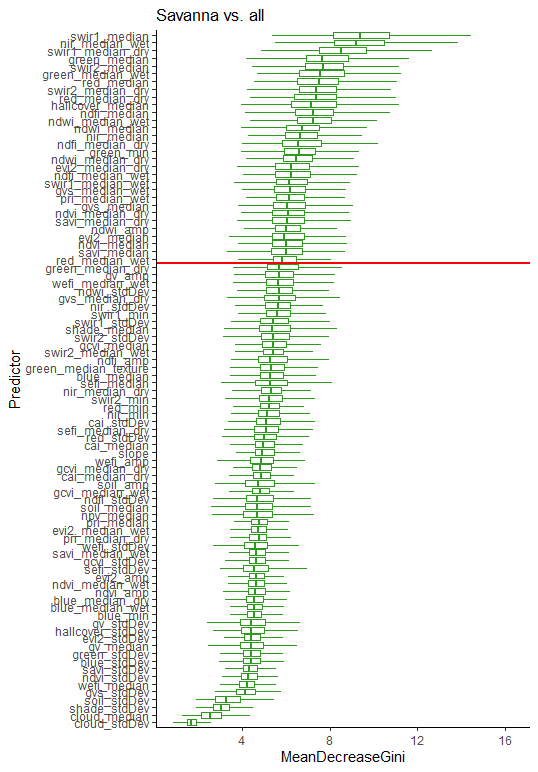 Savanna vs. all
Predictor
swir1_median
nir_median_wet
swir1_median_dry
green_median
swir2_median
green_median_wet
red_median
swir2_median_dry
red_median_dry
hallcover_median
ndfi_median
ndwi_median_wet
ndwi_median
nir_median
ndfi_median_dry
green_min
ndwi_median_dry
evi2_median_dry
ndfi_median_wet
swir1_median_wet
gvs_median_wet
pri_median_wet
gvs_median
ndvi_median_dry
savi_median_dry
ndwi_amp
evi2_median
ndvi_median
savi_median
red_median_wet
green_median_dry
gv_amp
wefi_median_wet
ndwi_stdDev
gvs_median_dry
nir_stdDev
swir1_min
swir1_stdDev
shade_median
swir2_stdDev
gcvi_median
swir2_median_wet
ndfi_amp
green_median_texture
blue_median
sefi_median
nir_median_dry
swir2_min
red_min
nir_min
cai_stdDev
sefi_median_dry
red_stdDev
cai_median
slope
wefi_amp
gcvi_median_dry
cai_median_dry
soil_amp
gcvi_median_wet
ndfi_stdDev
soil_median
npv_median
pri_median
evi2_median_wet
pri_median_dry
wefi_stdDev
savi_median_wet
gcvi_stdDev
sefi_stdDev
evi2_amp
ndvi_median_wet
ndvi_amp
blue_median_dry
blue_median_wet
blue_min
gv_stdDev
hallcover_stdDev
evi2_stdDev
gv_median
green_stdDev
blue_stdDev
savi_stdDev
ndvi_stdDev
wefi_median
gvs_stdDev
soil_stdDev
shade_stdDev
cloud_median
cloud_stdDev
4 8 12 16
MeanDecreaseGini